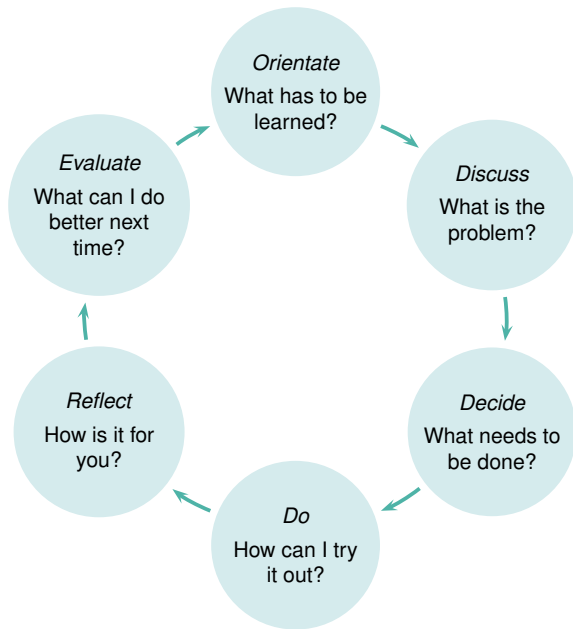 Orientate
What has to be
learned?
Discuss
What is the
problem?
Decide
What needs to
be done?
Do
How can I try
it out?
Reflect
How is it for
you?
Evaluate
What can I do
better next
time?